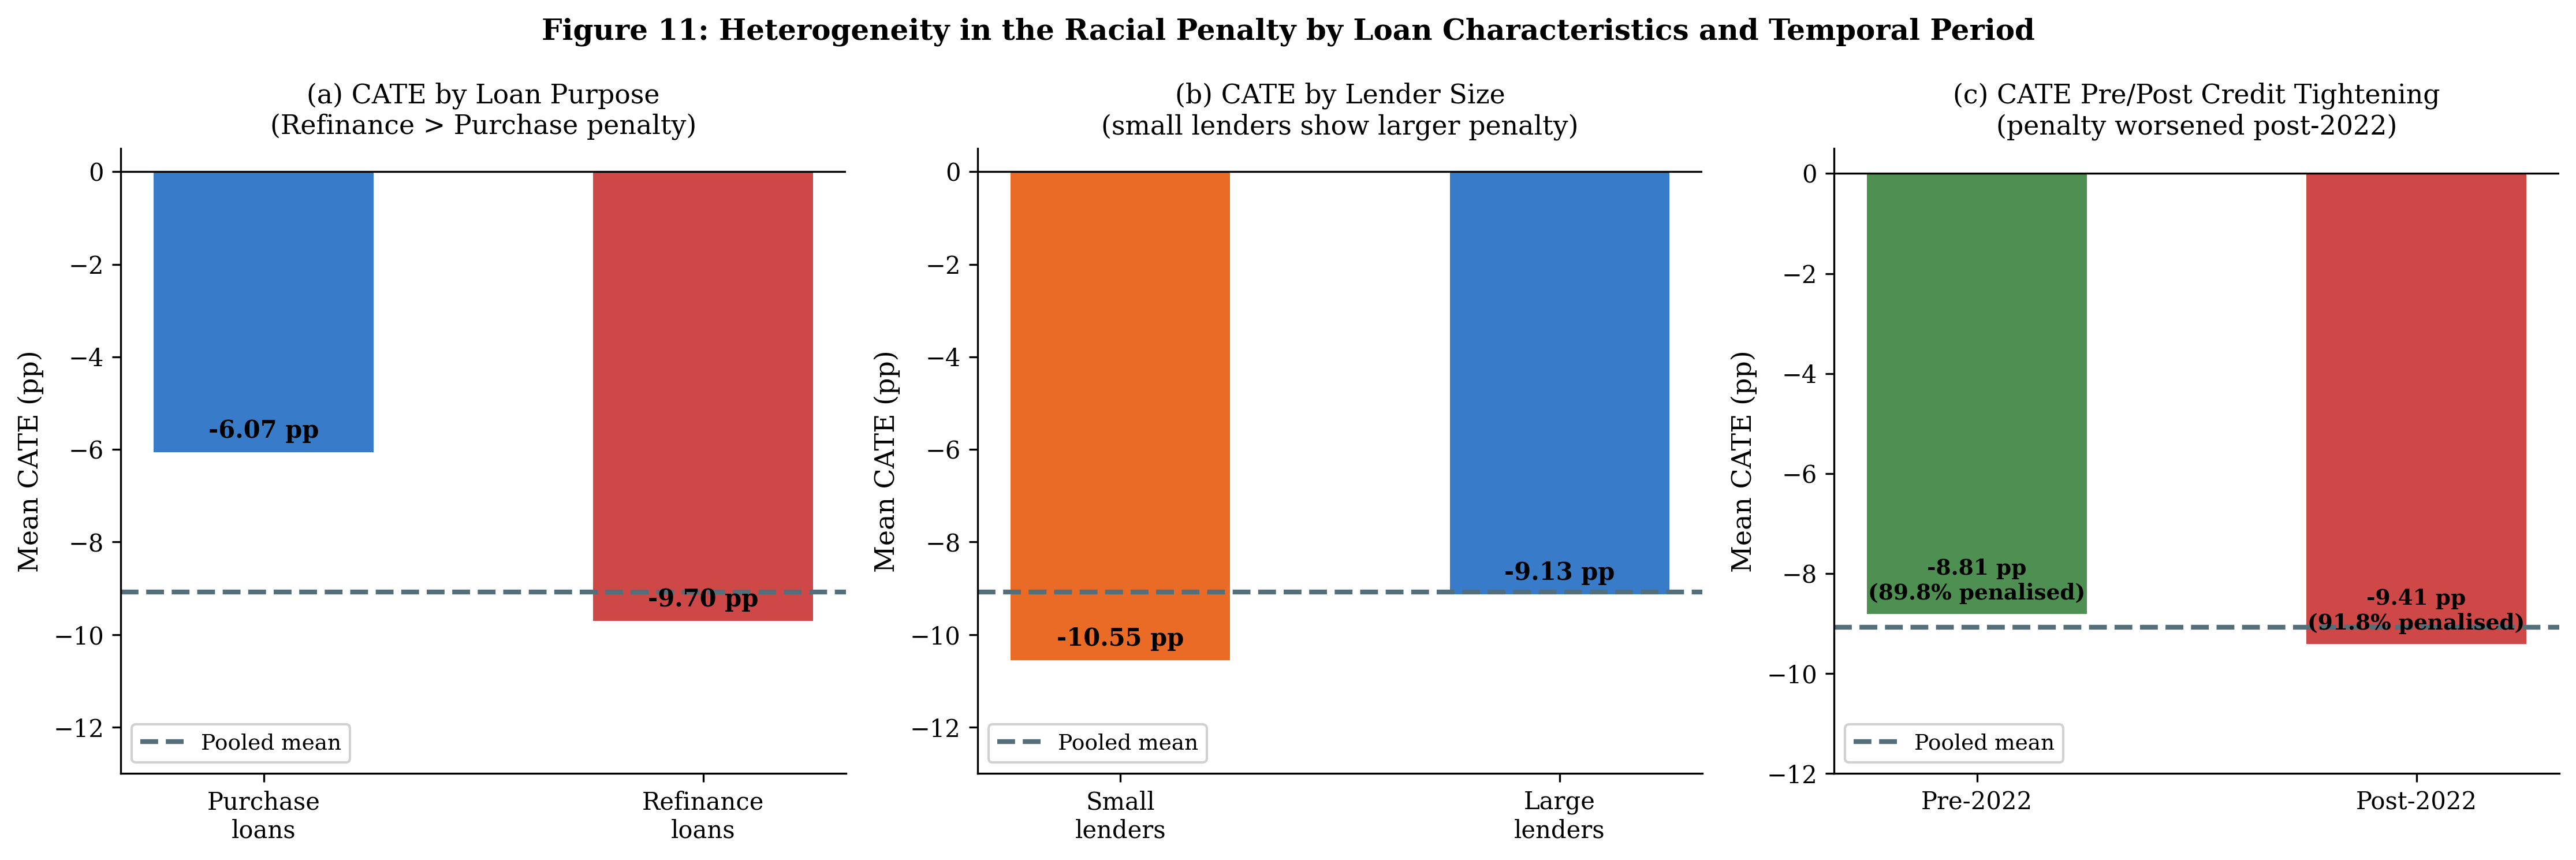 Figure 11: Heterogeneity in the Racial Penalty by Loan Characteristics and Temporal Period
(a) CATE by Loan Purpose
(Refinance > Purchase penalty)
Mean CATE (pp)
0
−2
−4
−6
−8
−10
−12
-6.07 pp
-9.70 pp
Pooled mean
Purchase
loans
Refinance
loans
(b) CATE by Lender Size
(small lenders show larger penalty)
Mean CATE (pp)
0
−2
−4
−6
−8
−10
−12
-10.55 pp
-9.13 pp
Pooled mean
Small
lenders
Large
lenders
(c) CATE Pre/Post Credit Tightening
(penalty worsened post-2022)
Mean CATE (pp)
0
−2
−4
−6
−8
−10
−12
-8.81 pp
(89.8% penalised)
-9.41 pp
(91.8% penalised)
Pooled mean
Pre-2022
Post-2022